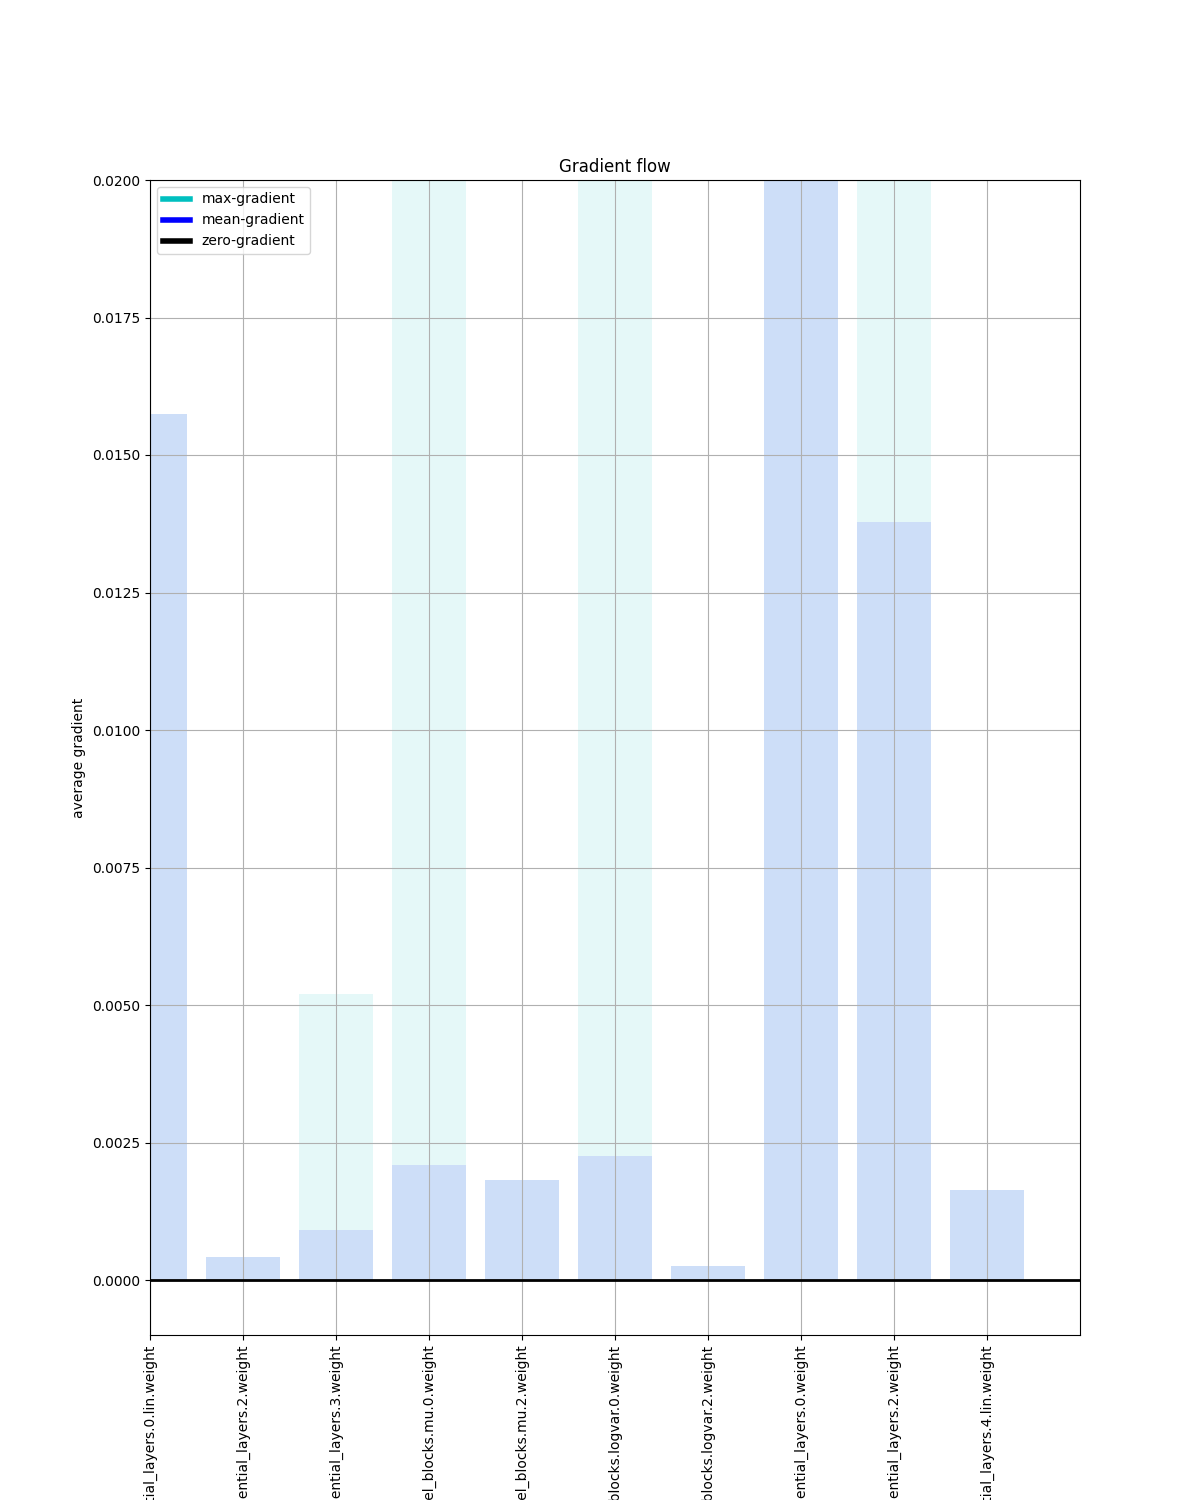 Gradient flow
max-gradient
mean-gradient
zero-gradient
0.0200
0.0175
0.0150
0.0125
0.0100
0.0075
0.0050
0.0025
0.0000
average gradient
tial_layers.0.lin.weight
ential_layers.2.weight
ential_layers.3.weight
el_blocks.mu.0.weight
el_blocks.mu.2.weight
blocks.logvar.0.weight
blocks.logvar.2.weight
ential_layers.0.weight
ential_layers.2.weight
tial_layers.4.lin.weight